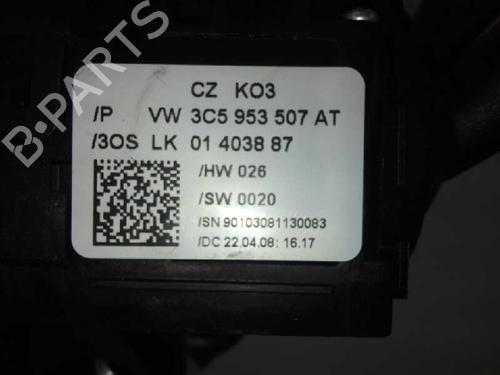 B-PARTS
CZ KO3
/P VW 3C5 953 507 AT
/3OS LK 01 4038 87
/HW 026
/SW 0020
/SN 90103081130083
/DC 22.04.08: 16.17